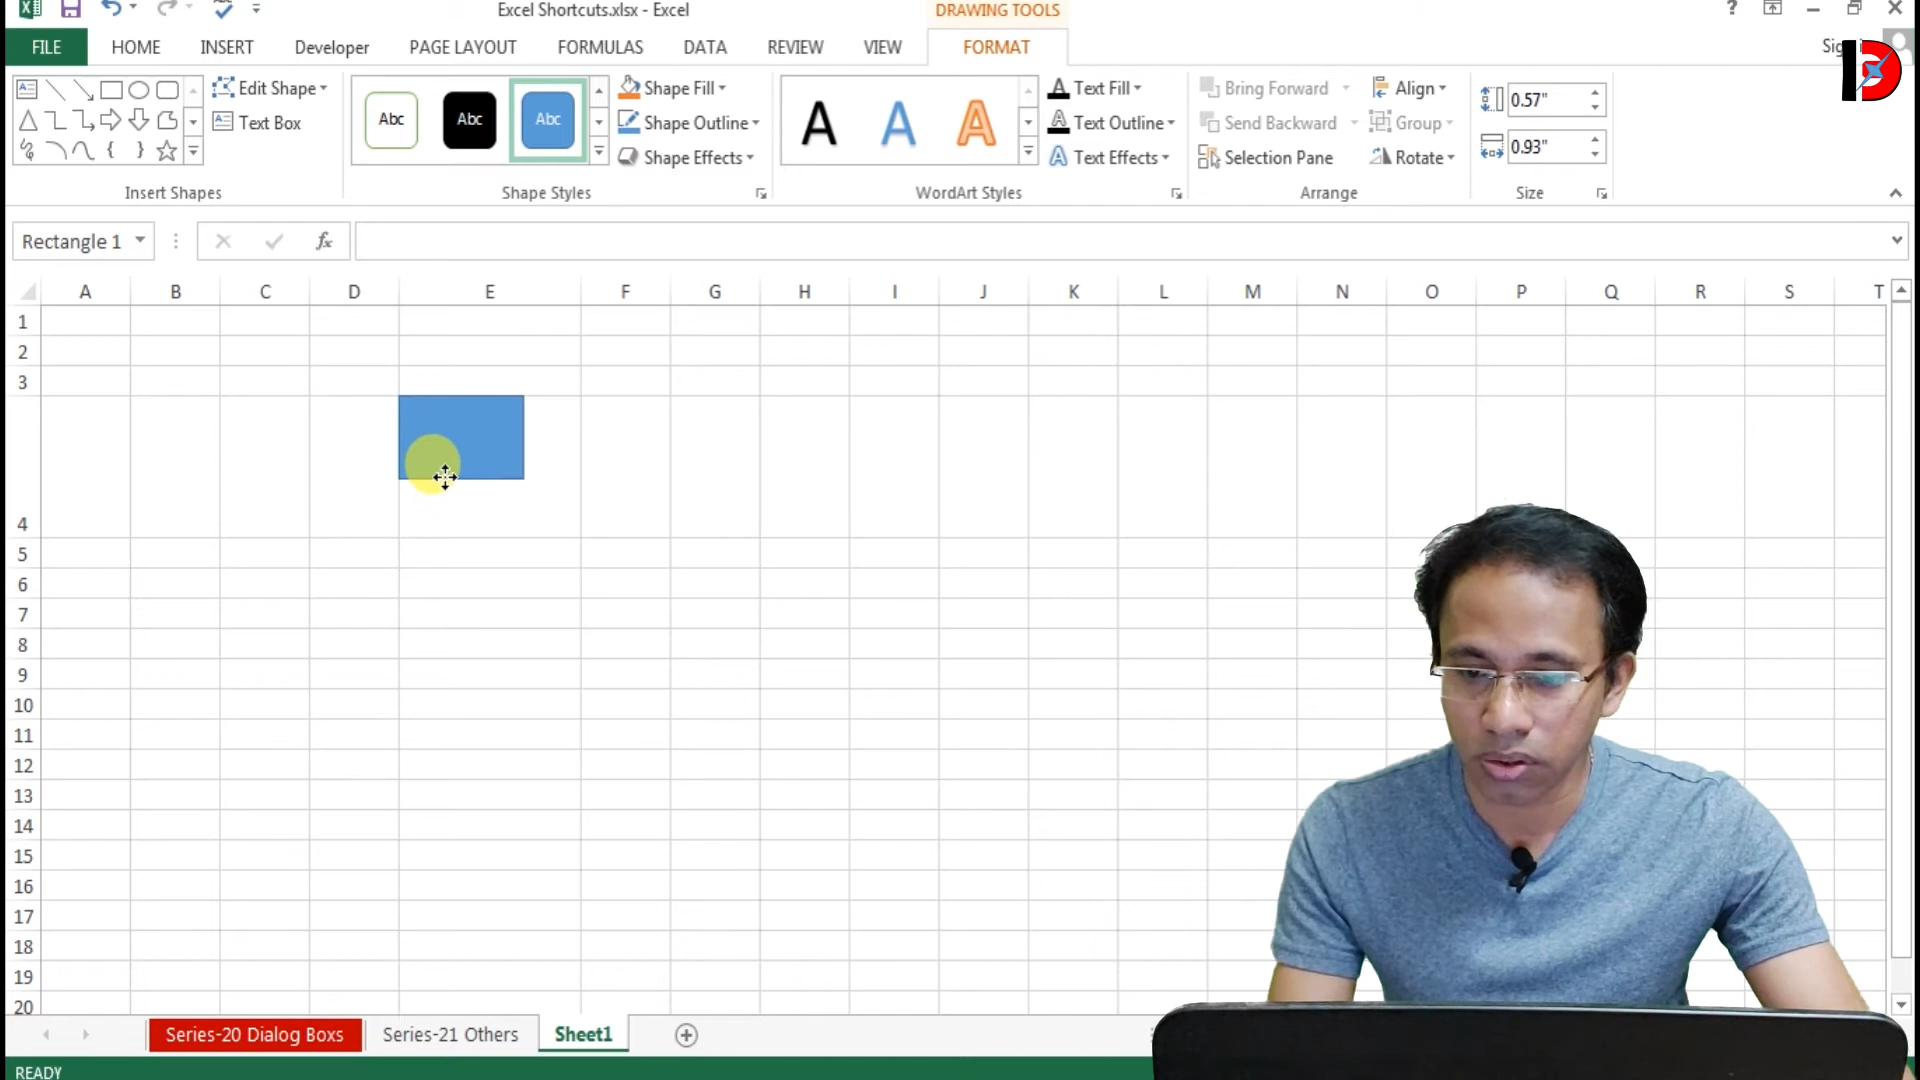 Excel Shortcuts.xlsx - Excel
DRAWING TOOLS
?
FILE
HOME
INSERT
Developer
PAGE LAYOUT
FORMULAS
DATA
REVIEW
VIEW
FORMAT
Edit Shape
Text Box
Insert Shapes
Abc
Abc
Abc
Shape Fill
Shape Outline
Shape Effects
Shape Styles
A
A
A
Text Fill
Text Outline
Text Effects
WordArt Styles
Bring Forward
Send Backward
Selection Pane
Align
Group
Rotate
Arrange
0.57"
0.93"
Size
Rectangle 1
fx
A B C D E F G H I J K L M N O P Q R S T
1
2
3
4
5
6
7
8
9
10
11
12
13
14
15
16
17
18
19
20
Series-20 Dialog Boxs
Series-21 Others
Sheet1
READY